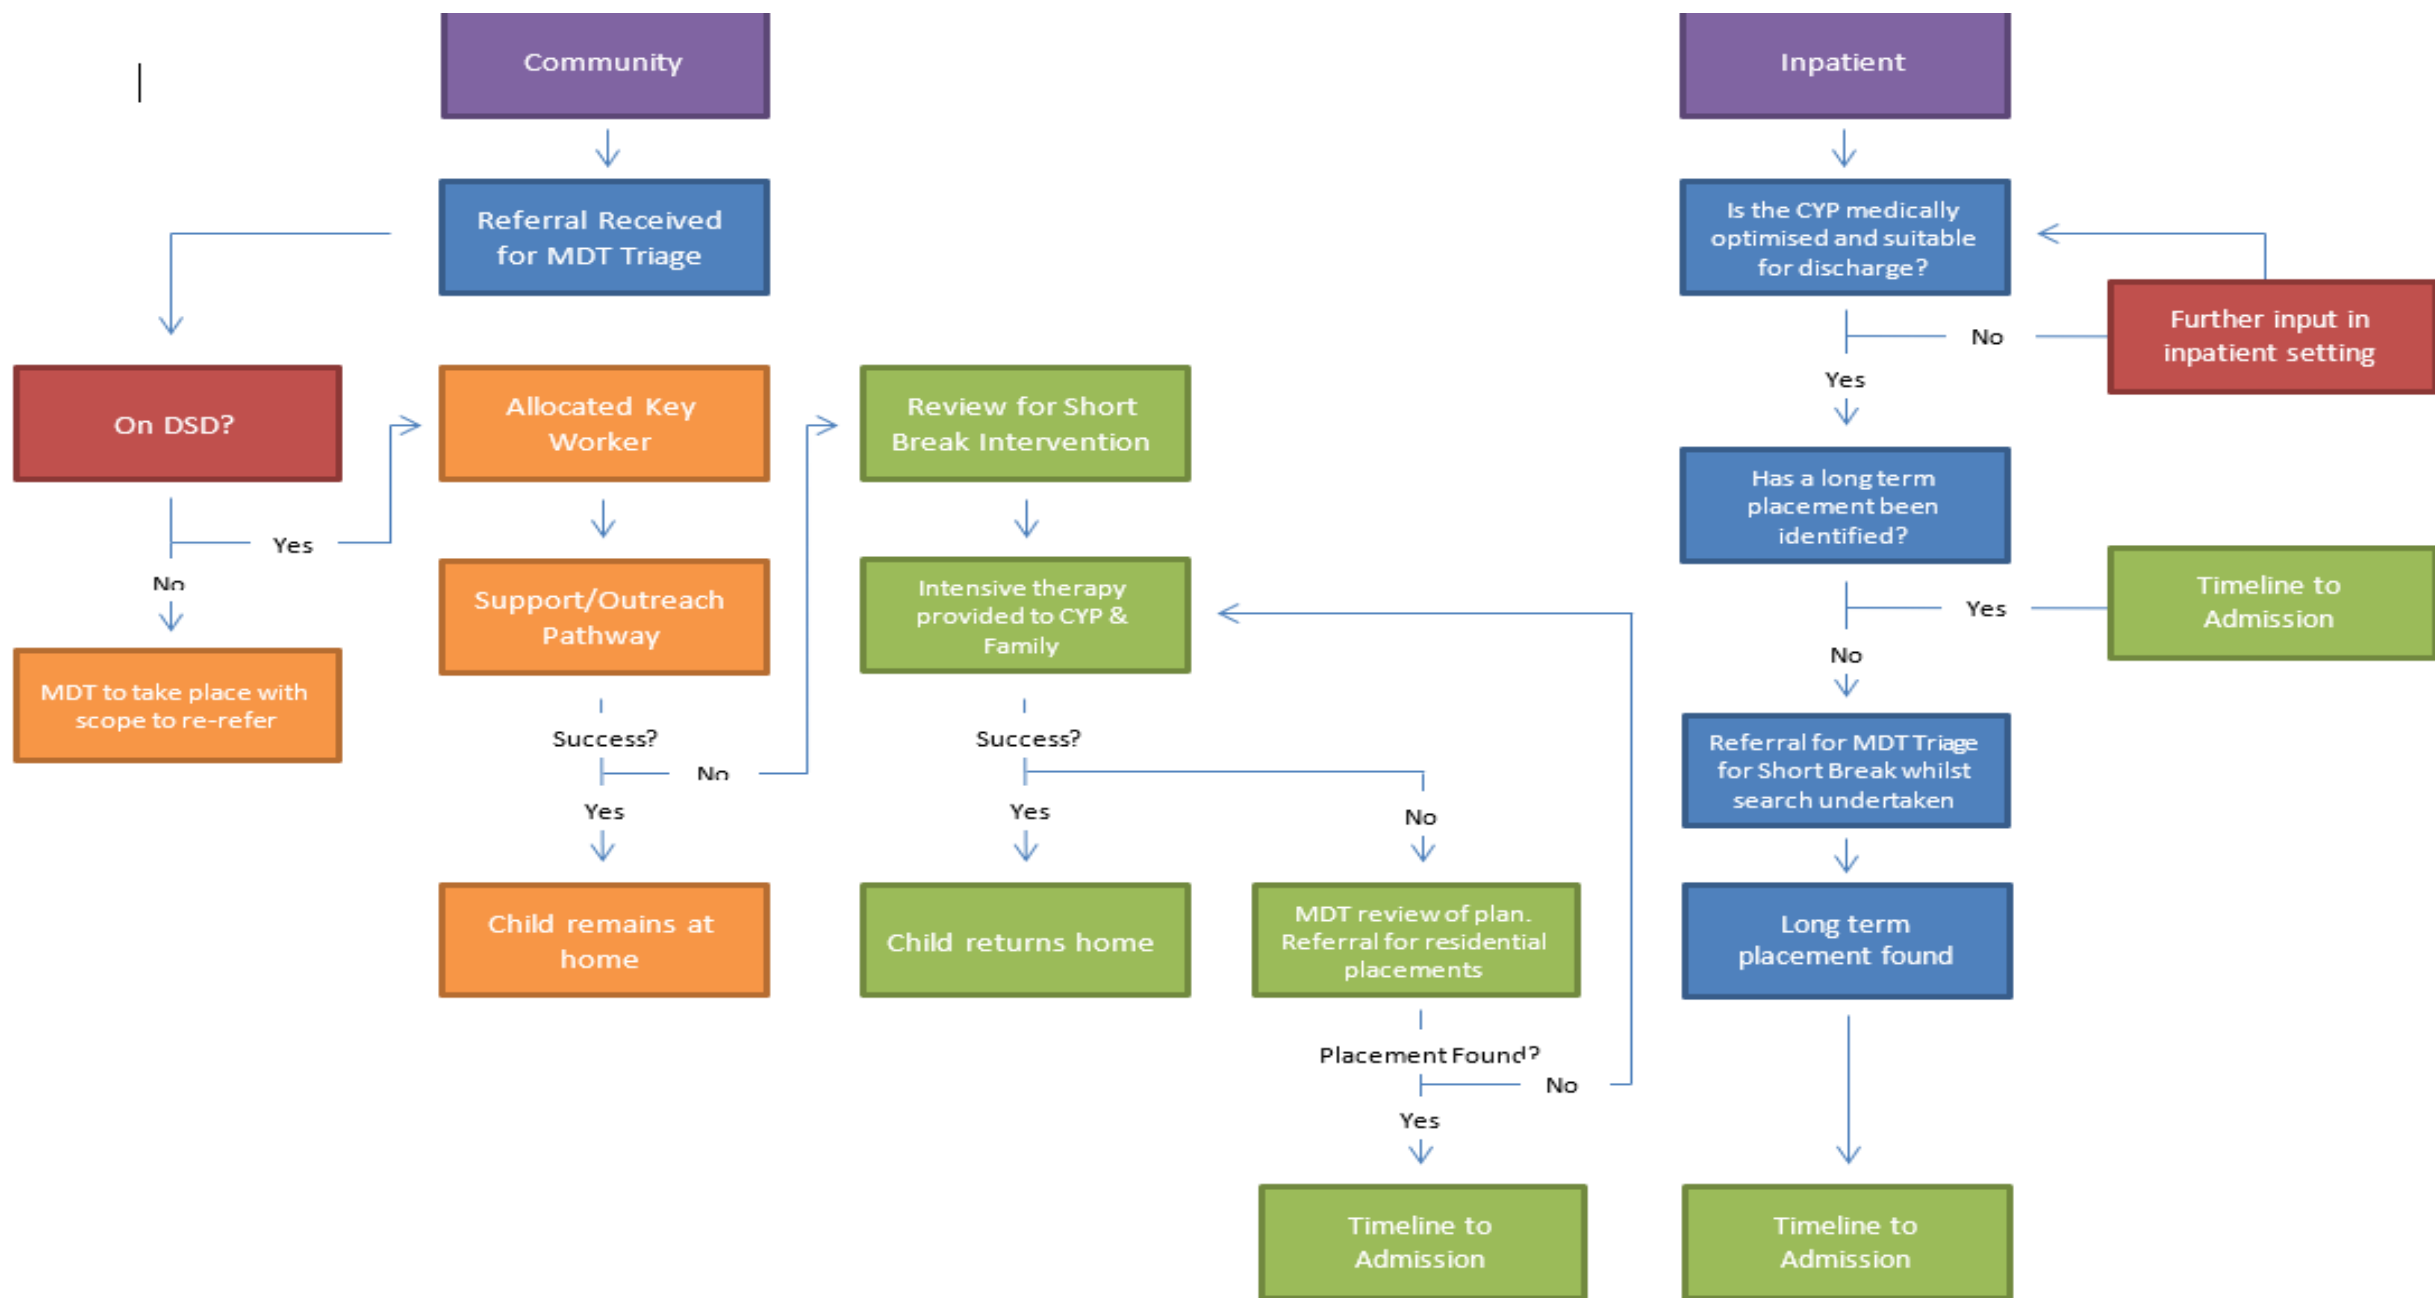 Community
Referral Received
for MDT Triage
On DSD?
Yes
No
MDT to take place with
scope to re-refer
Allocated Key
Worker
Support/Outreach
Pathway
Success?
No
Yes
Child remains at
home
Review for Short
Break Intervention
Intensive therapy
provided to CYP &
Family
Success?
Yes
No
Child returns home
MDT review of plan.
Referral for residential
placements
Placement Found?
No
Yes
Timeline to
Admission
Inpatient
Is the CYP medically
optimised and suitable
for discharge?
No
Further input in
inpatient setting
Yes
Has a long term
placement been
identified?
Yes
Timeline to
Admission
No
Referral for MDT Triage
for Short Break whilst
search undertaken
Long term
placement found
Timeline to
Admission